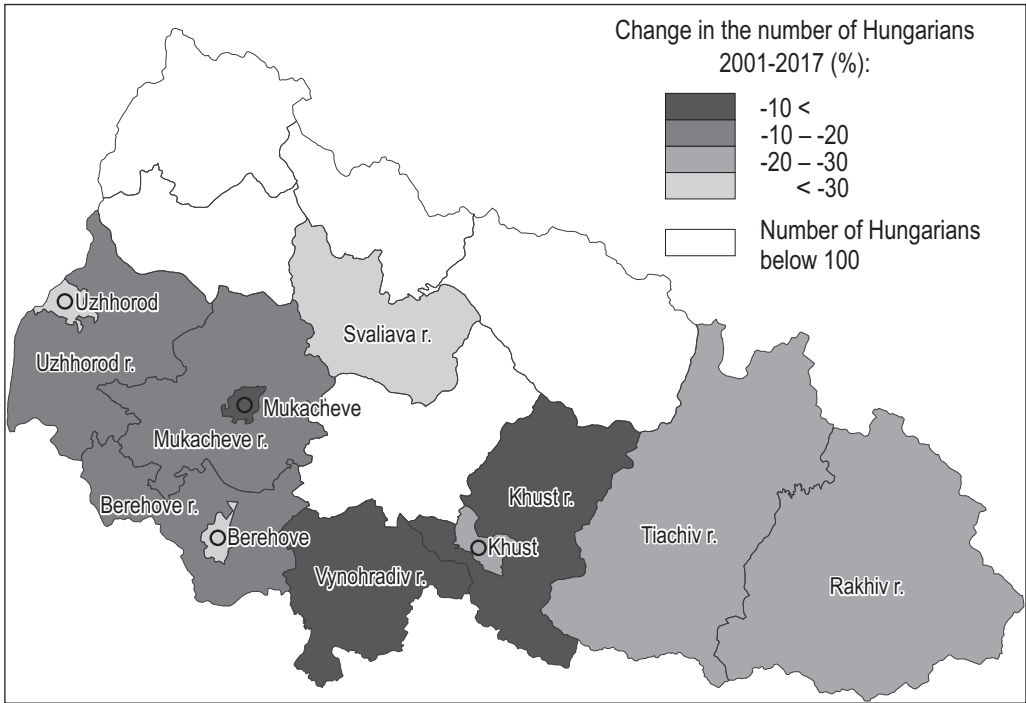 Change in the number of Hungarians
2001-2017 (%):
-10 <
-10 – -20
-20 – -30
< -30
Number of Hungarians
below 100
Uzhhorod
Uzhhorod r.
Svaliava r.
Mukacheve
Mukacheve r.
Berehove r.
Berehove
Khust r.
Khust
Vynohradiv r.
Tiachiv r.
Rakhiv r.